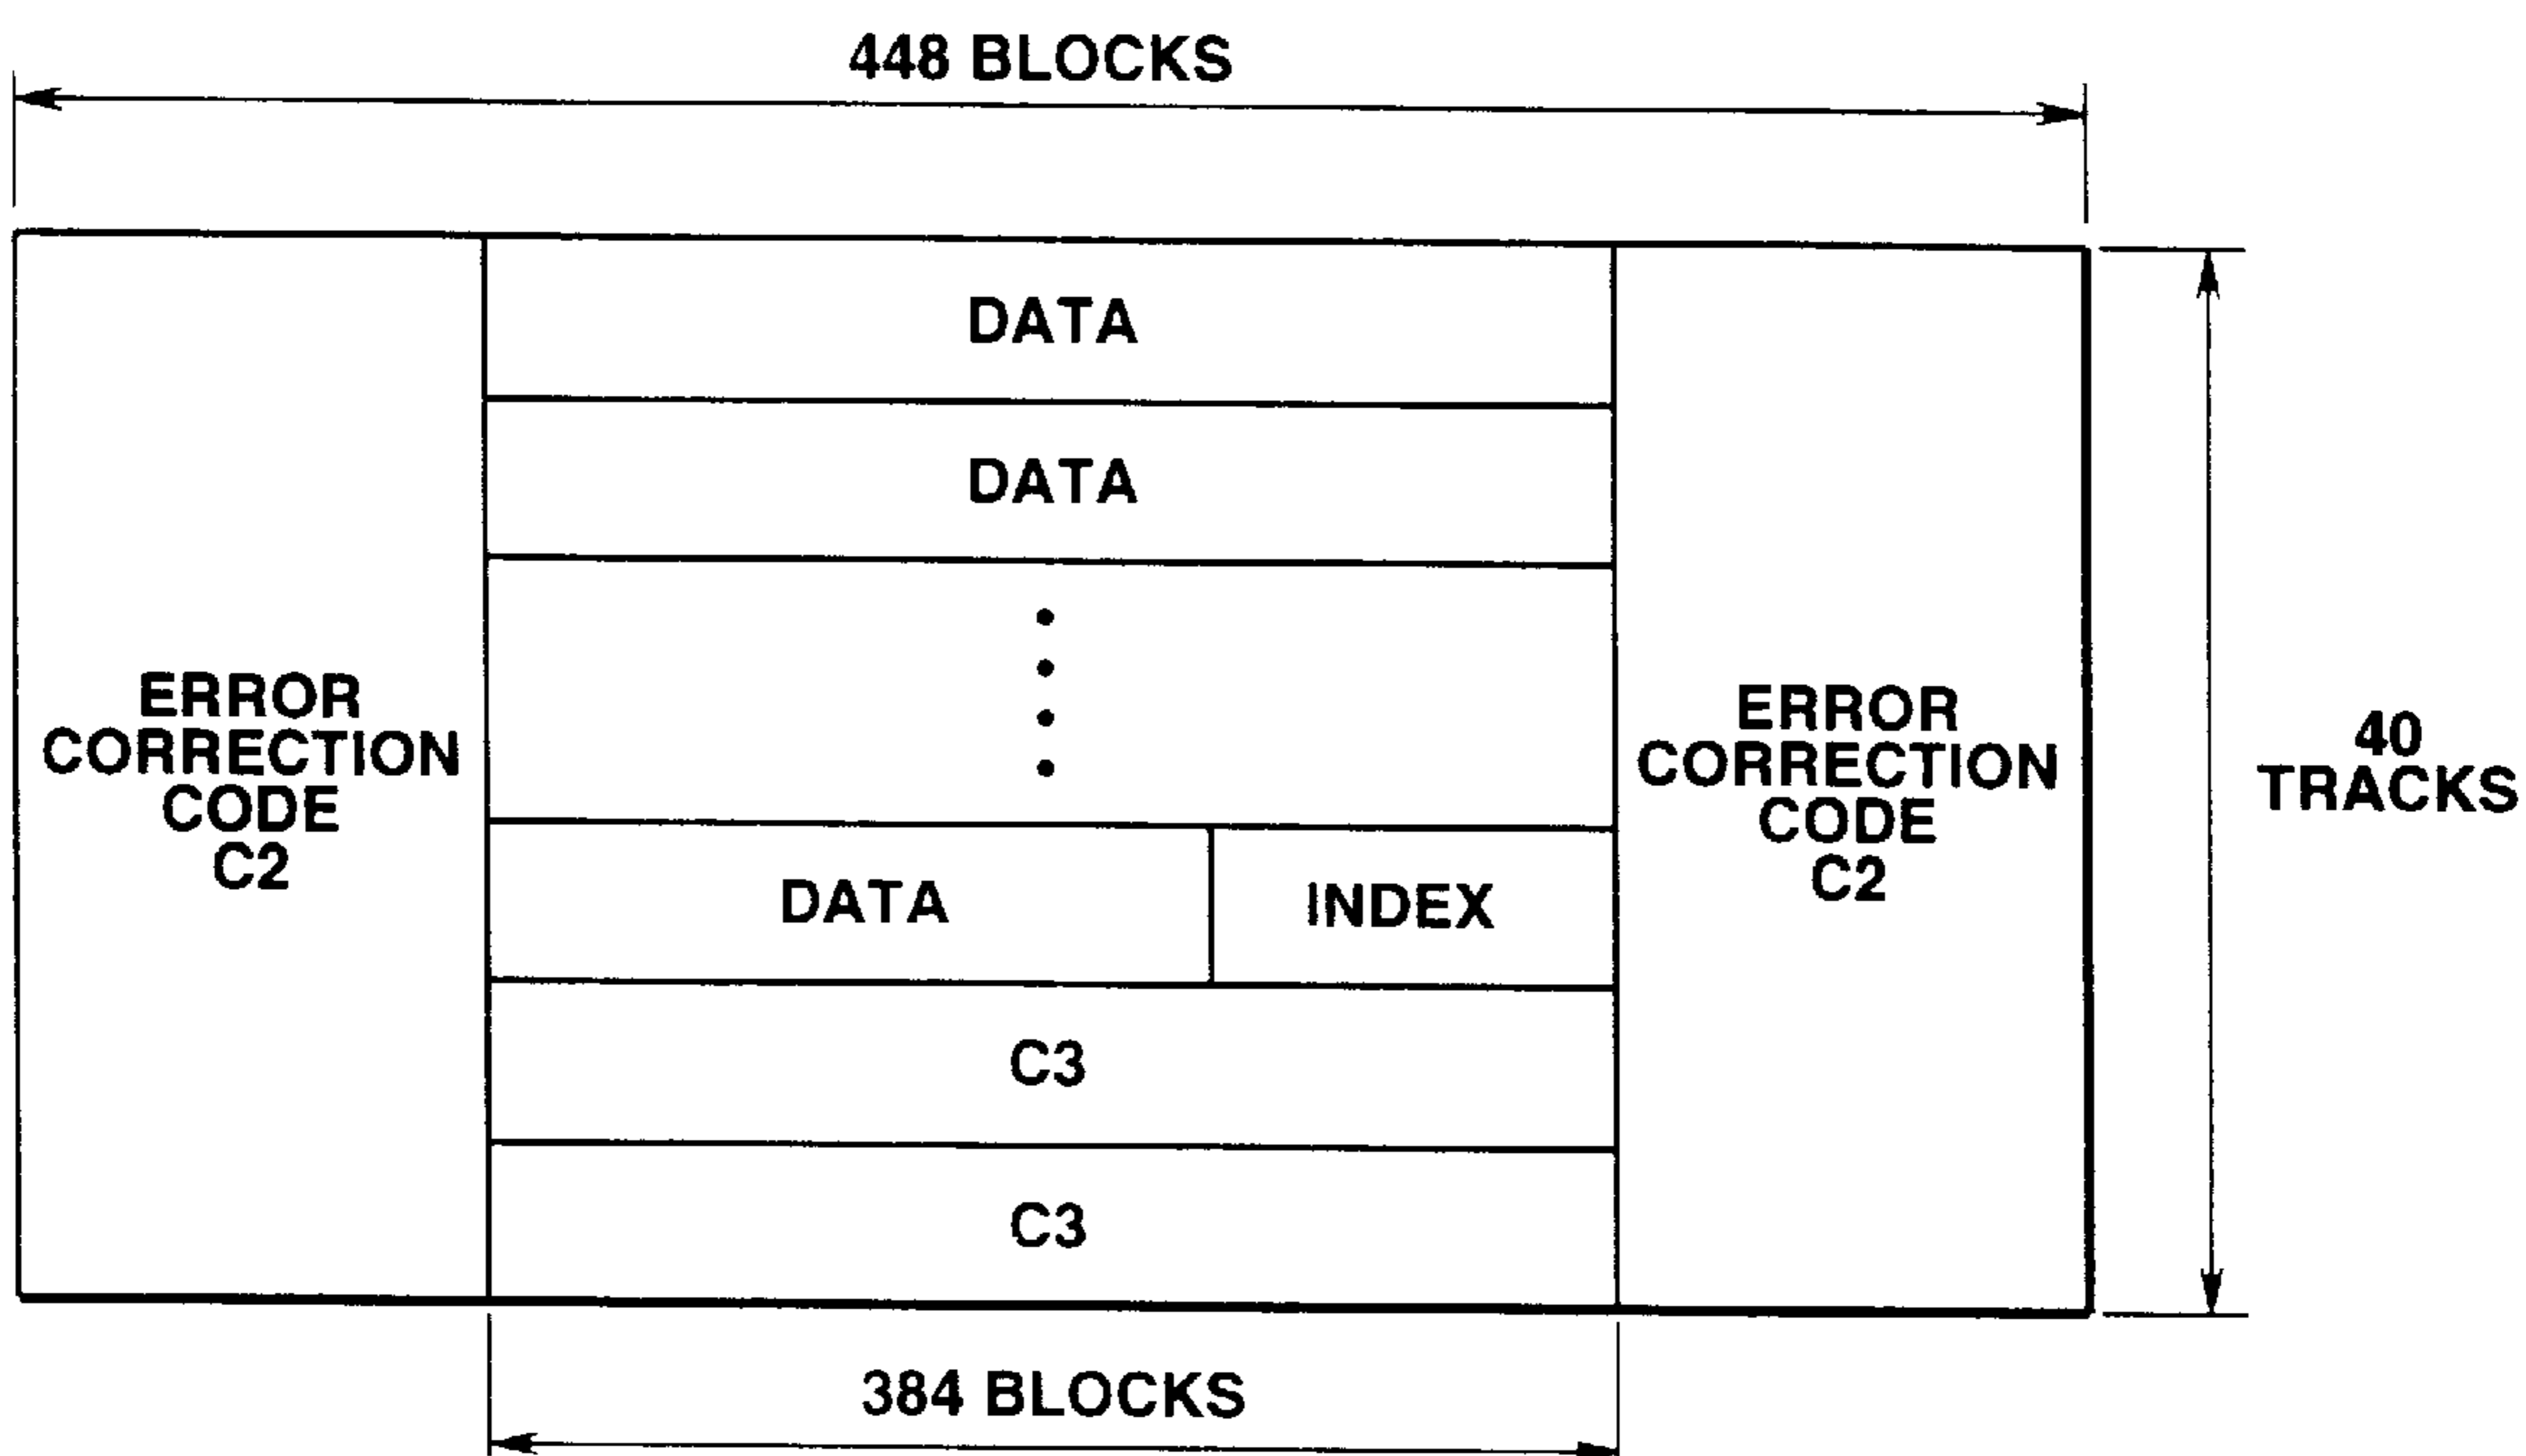 448 BLOCKS
DATA
DATA
ERROR
CORRECTION
CODE
C2
ERROR
CORRECTION
CODE
C2
40
TRACKS
DATA
INDEX
C3
C3
384 BLOCKS